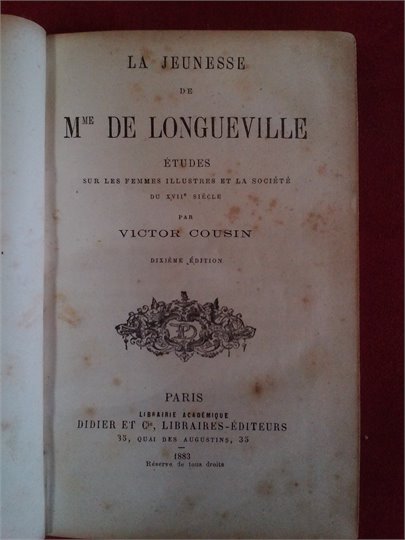 LA JEUNESSE
DE
MME DE LONGUEVILLE
ÉTUDES
SUR LES FEMMES ILLUSTRES ET LA SOCIÉTÉ
DU XVIIe SIÈCLE
PAR
VICTOR COUSIN
DIXIÈME ÉDITION
PARIS
LIBRAIRIE ACADÉMIQUE
DIDIER ET Cie, LIBRAIRES-ÉDITEURS
35, QUAI DES AUGUSTINS, 35
1883
Réserve de tous droits